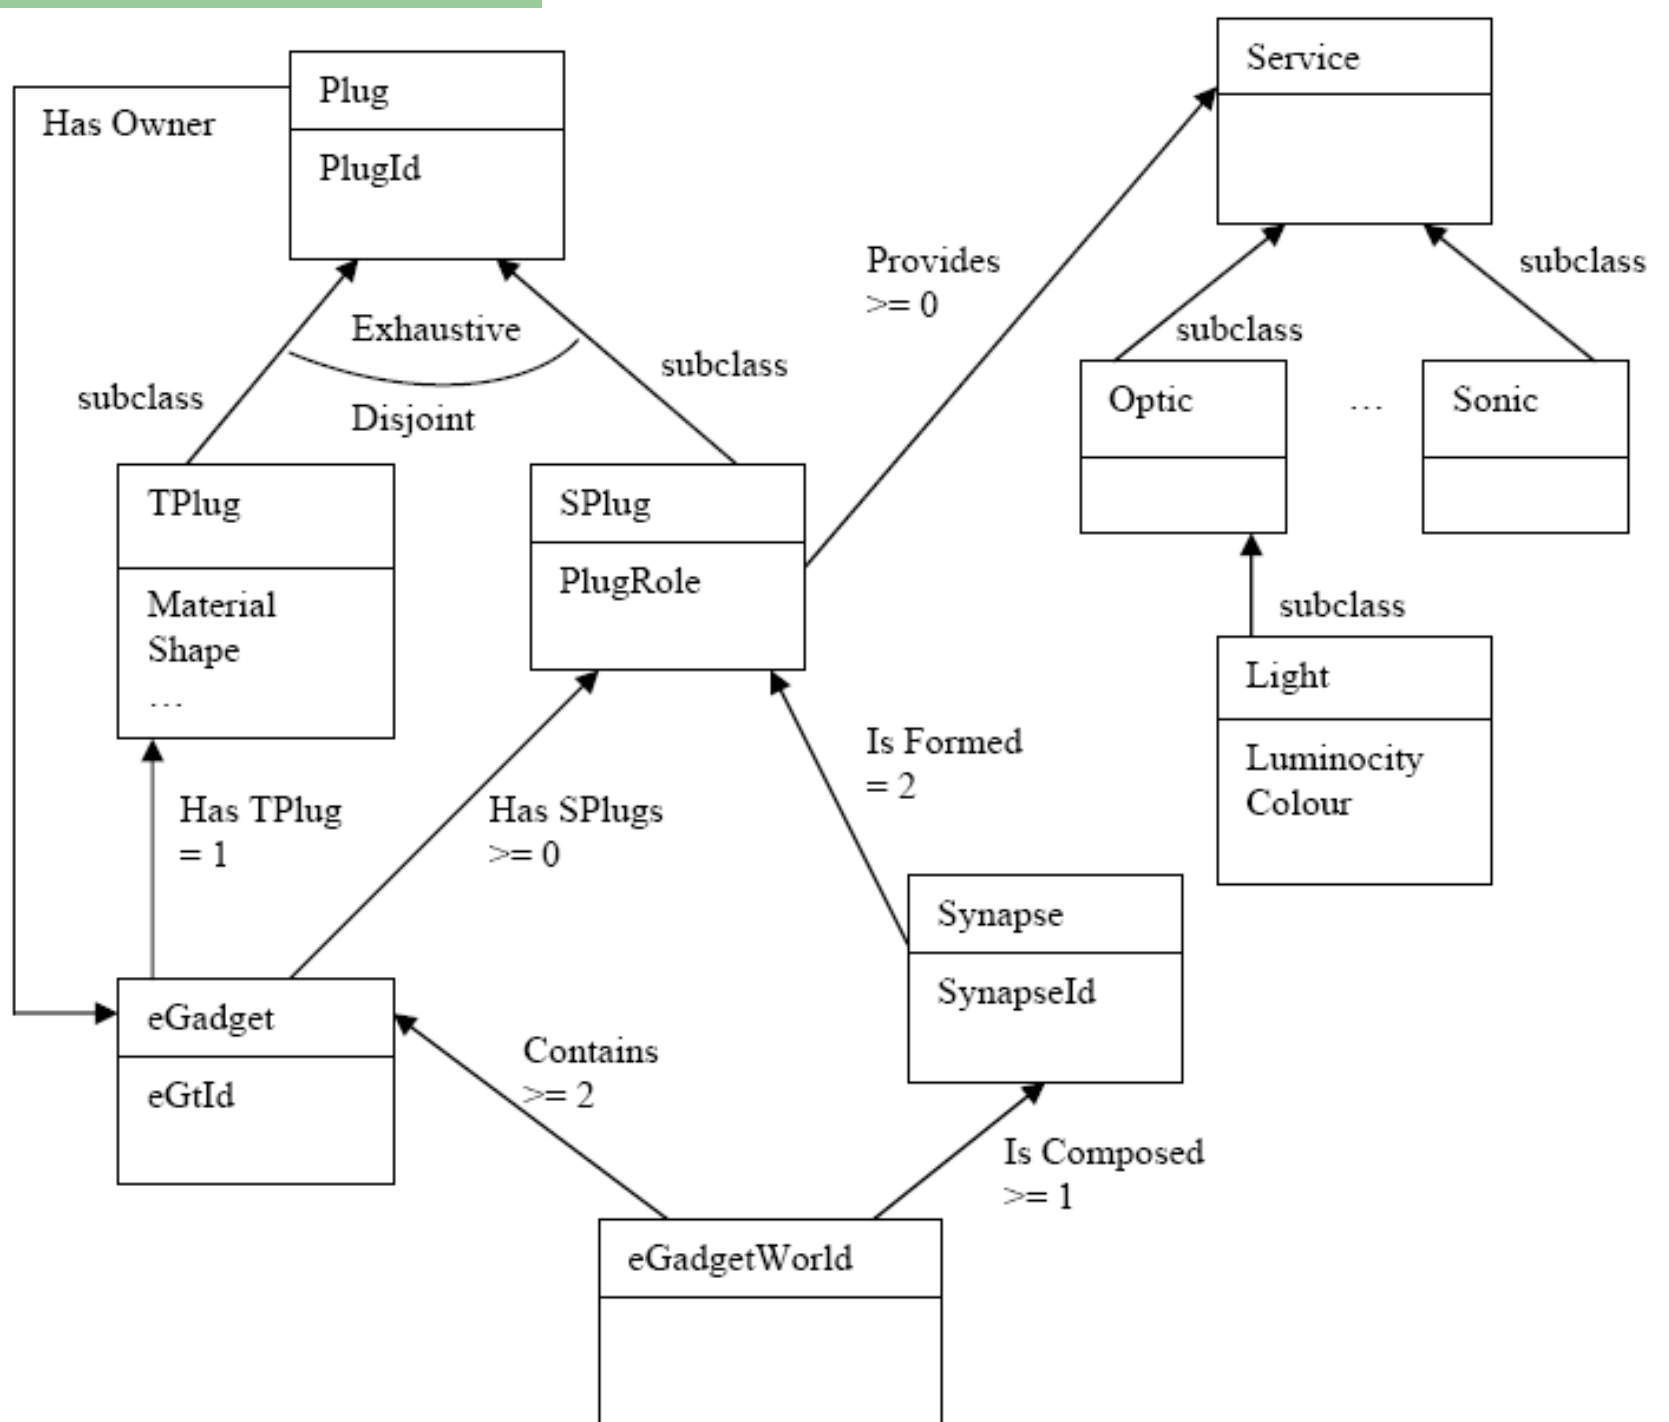 Service
Plug
Has Owner
PlugId
Provides
>= 0
subclass
Exhaustive
subclass
subclass
subclass
Disjoint
Optic
...
Sonic
TPlug
SPlug
PlugRole
Material
Shape
...
subclass
Light
Is Formed
= 2
Luminocity
Colour
Has TPlug
= 1
Has SPlugs
>= 0
Synapse
SynapseId
eGadget
Contains
>= 2
eGtId
Is Composed
>= 1
eGadgetWorld